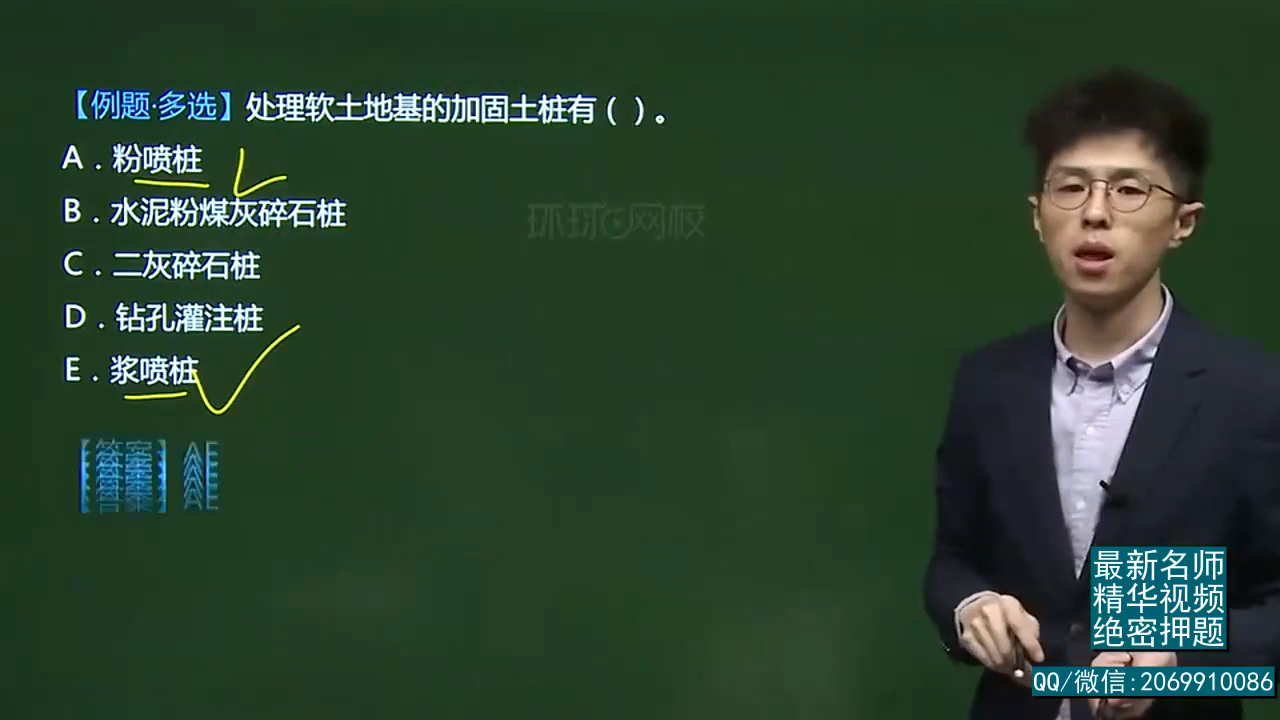 【例题·多选】处理软土地基的加固土桩有（ ）。
A．粉喷桩
B．水泥粉煤灰碎石桩
C．二灰碎石桩
D．钻孔灌注桩
E．浆喷桩
【答案】AE
环球网校
最新名师
精华视频
绝密押题
QQ/微信:2069910086